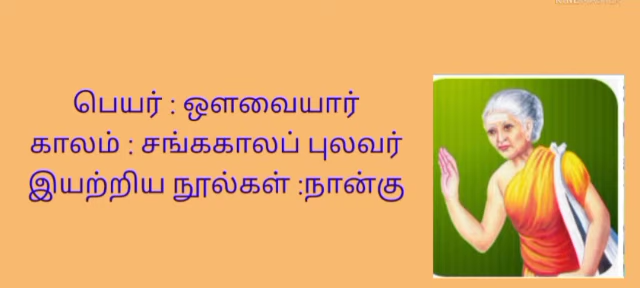 பெயர் : ஔவையார்
காலம் : சங்ககாலப் புலவர்
இயற்றிய நூல்கள் :நான்கு